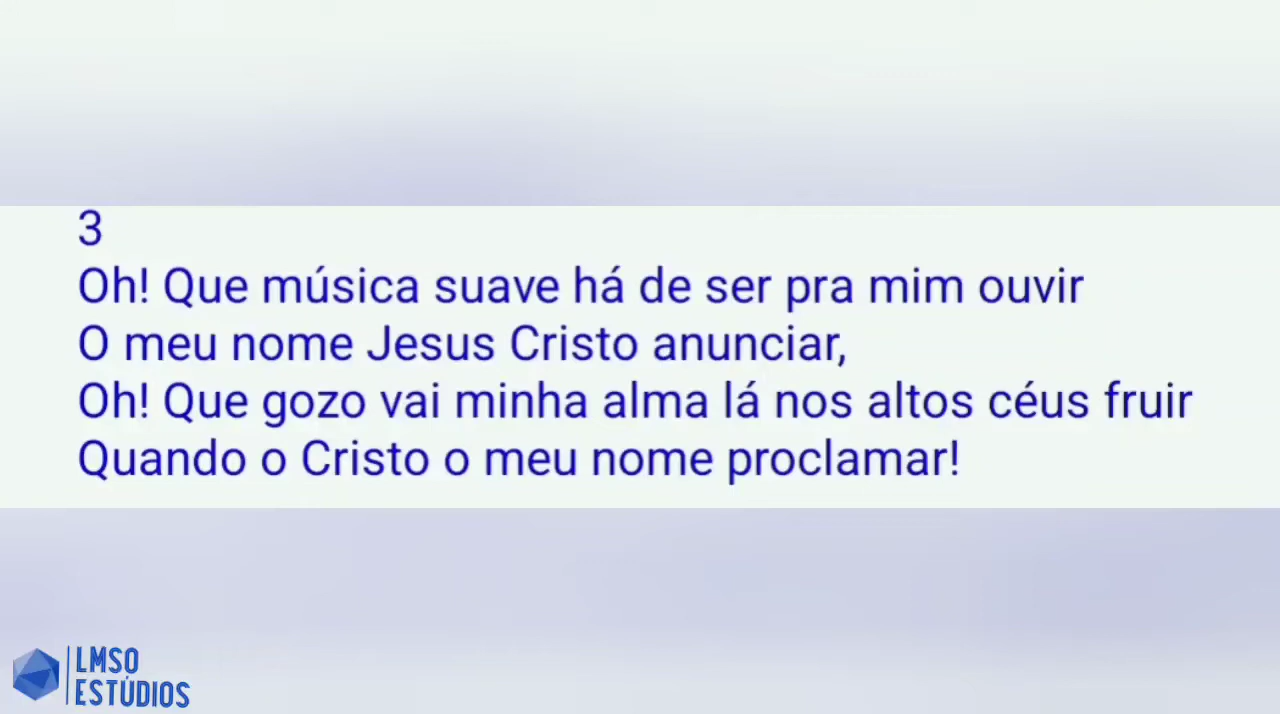 3
Oh! Que música suave há de ser pra mim ouvir
O meu nome Jesus Cristo anunciar,
Oh! Que gozo vai minha alma lá nos altos céus fruir
Quando o Cristo o meu nome proclamar!
LMSO
ESTÚDIOS